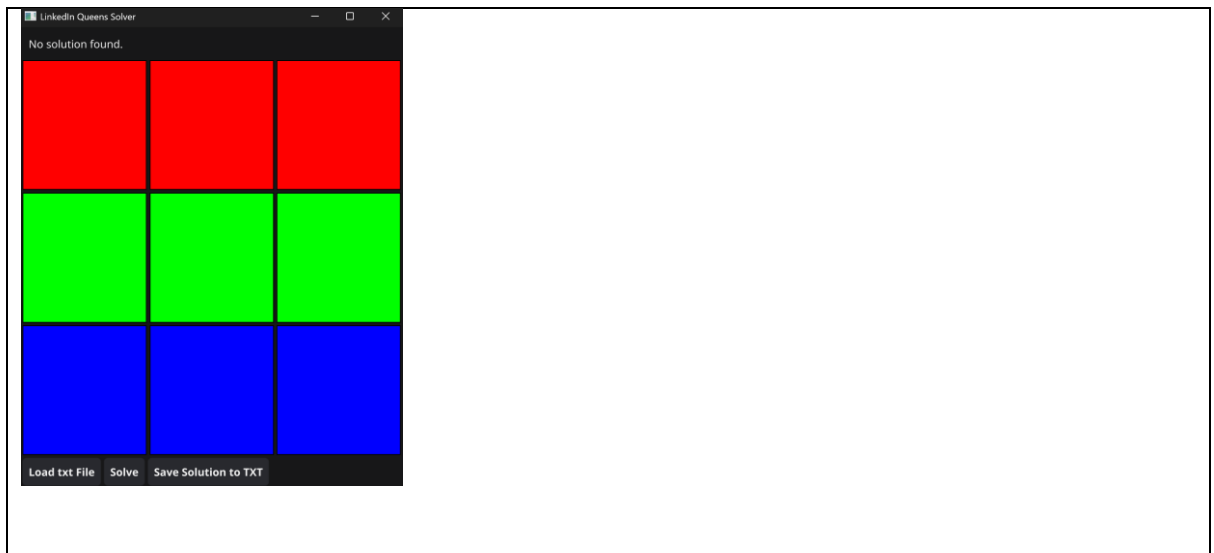 LinkedIn Queens Solver
No solution found.
Load txt File Solve Save Solution to TXT